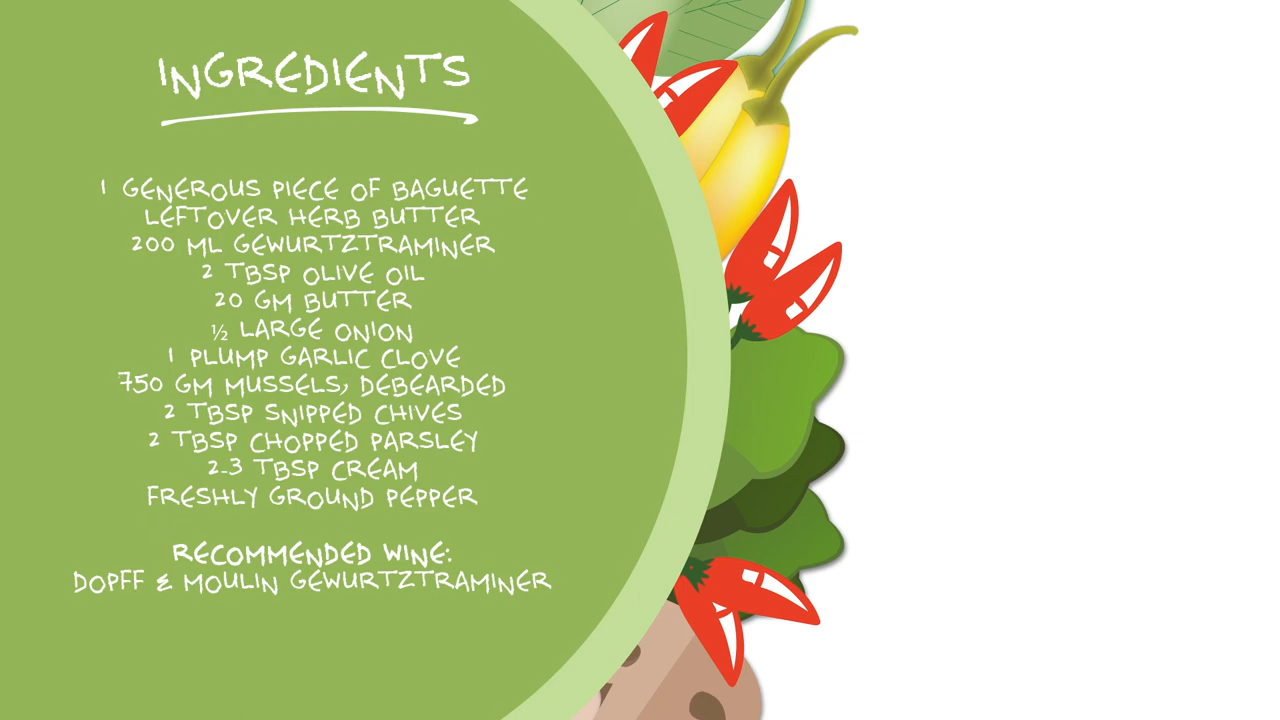 INGREDIENTS
1 GENEROUS PIECE OF BAGUETTE
LEFTOVER HERB BUTTER
200 ML GEWURTZTRAMINER
2 TBSP OLIVE OIL
20 GM BUTTER
½ LARGE ONION
1 PLUMP GARLIC CLOVE
750 GM MUSSELS, DEBEARDED
2 TBSP SNIPPED CHIVES
2 TBSP CHOPPED PARSLEY
2-3 TBSP CREAM
FRESHLY GROUND PEPPER
RECOMMENDED WINE:
DOPFF & MOULIN GEWURTZTRAMINER